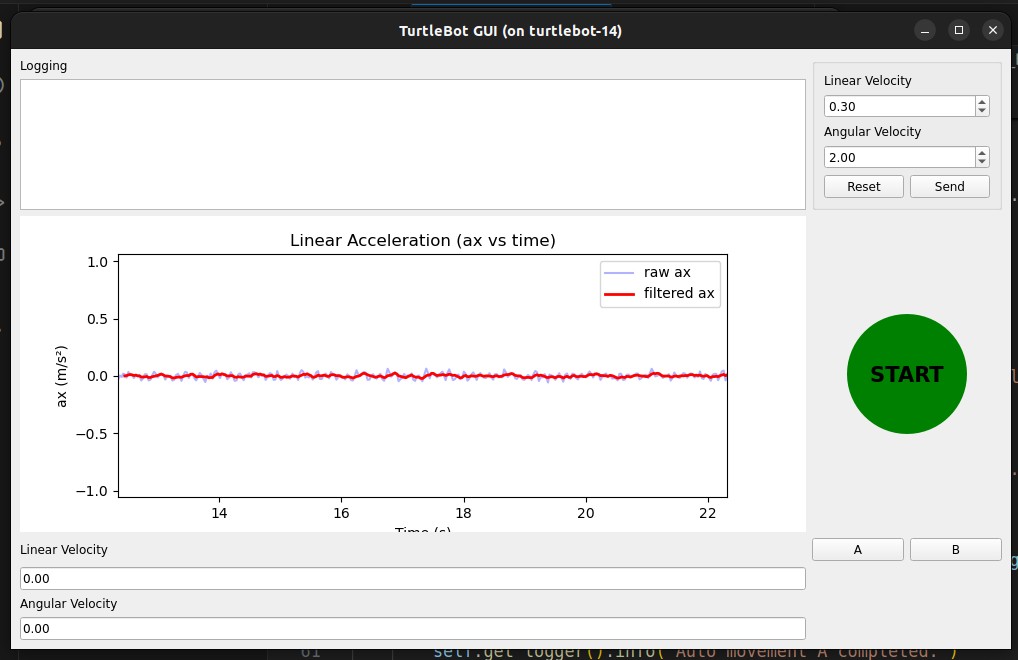 TurtleBot GUI (on turtlebot-14)
Logging
Linear Velocity
0.30
Angular Velocity
2.00
Reset Send
Linear Acceleration (ax vs time)
raw ax
filtered ax
1.0
0.5
0.0
−0.5
−1.0
ax (m/s²)
14 16 18 20 22
Time (s)
START
Linear Velocity
0.00
Angular Velocity
0.00
A B
61 self.get_logger().info("Auto movement A completed.")